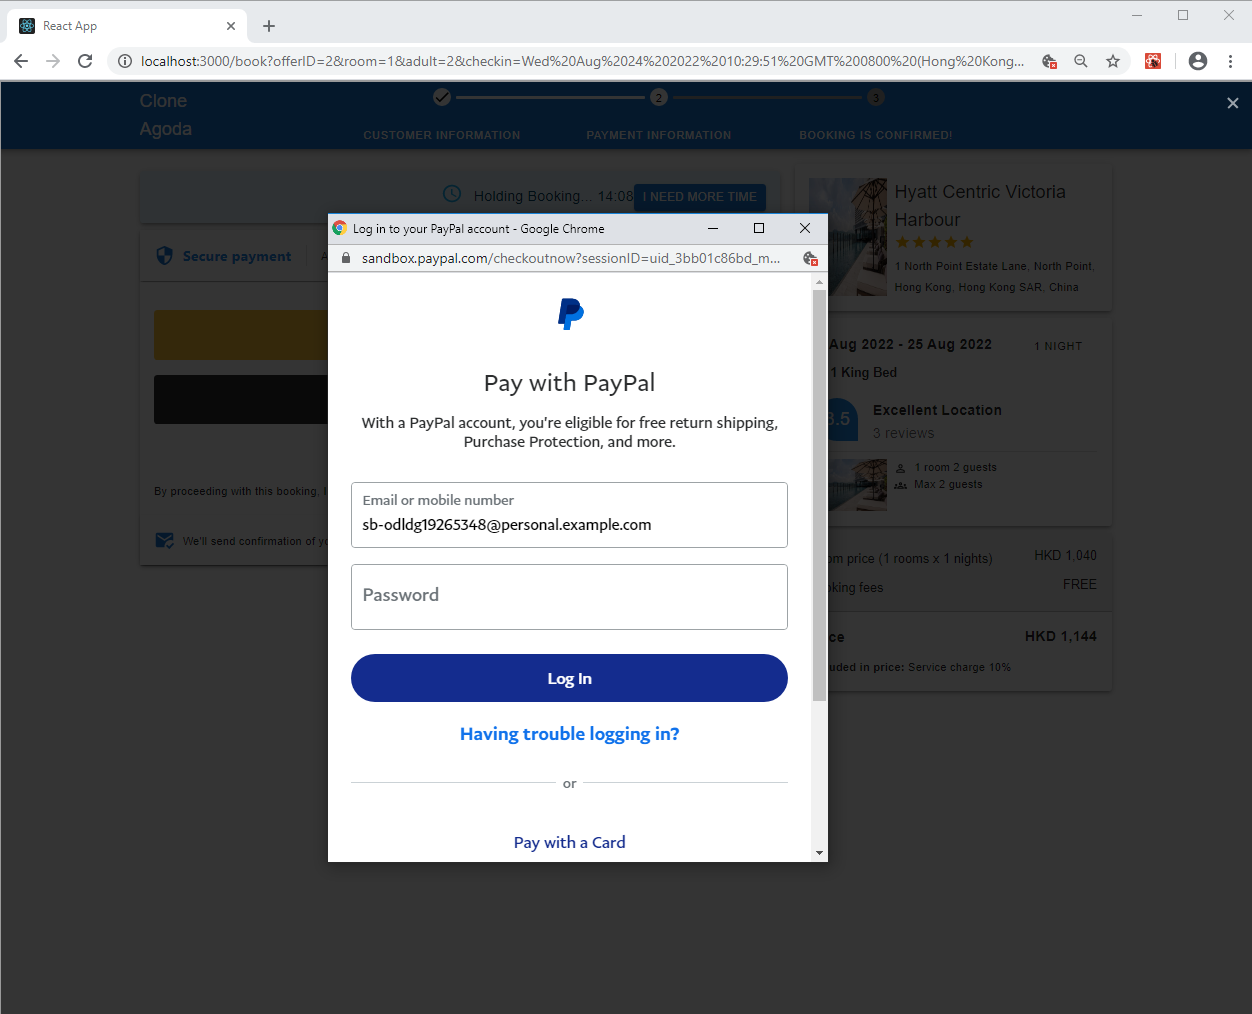 React App
localhost:3000/book?offerID=2&room=1&adult=2&checkin=Wed%20Aug%2024%202022%2010:29:51%20GMT%200800%20(Hong%20Kong...
Clone
Agoda
2
3
CUSTOMER INFORMATION
PAYMENT INFORMATION
BOOKING IS CONFIRMED!
Holding Booking... 14:08
I NEED MORE TIME
Secure payment
A
By proceeding with this booking, I
We'll send confirmation of yo
Log in to your PayPal account - Google Chrome
sandbox.paypal.com/checkoutnow?sessionID=uid_3bb01c86bd_m...
Pay with PayPal
With a PayPal account, you're eligible for free return shipping,
Purchase Protection, and more.
Email or mobile number
sb-odldg19265348@personal.example.com
Password
Log In
Having trouble logging in?
or
Pay with a Card
Hyatt Centric Victoria
Harbour
1 North Point Estate Lane, North Point,
Hong Kong, Hong Kong SAR, China
Aug 2022 - 25 Aug 2022
1 NIGHT
1 King Bed
8.5
Excellent Location
3 reviews
1 room 2 guests
Max 2 guests
om price (1 rooms x 1 nights)
HKD 1,040
oking fees
FREE
ce
HKD 1,144
uded in price: Service charge 10%